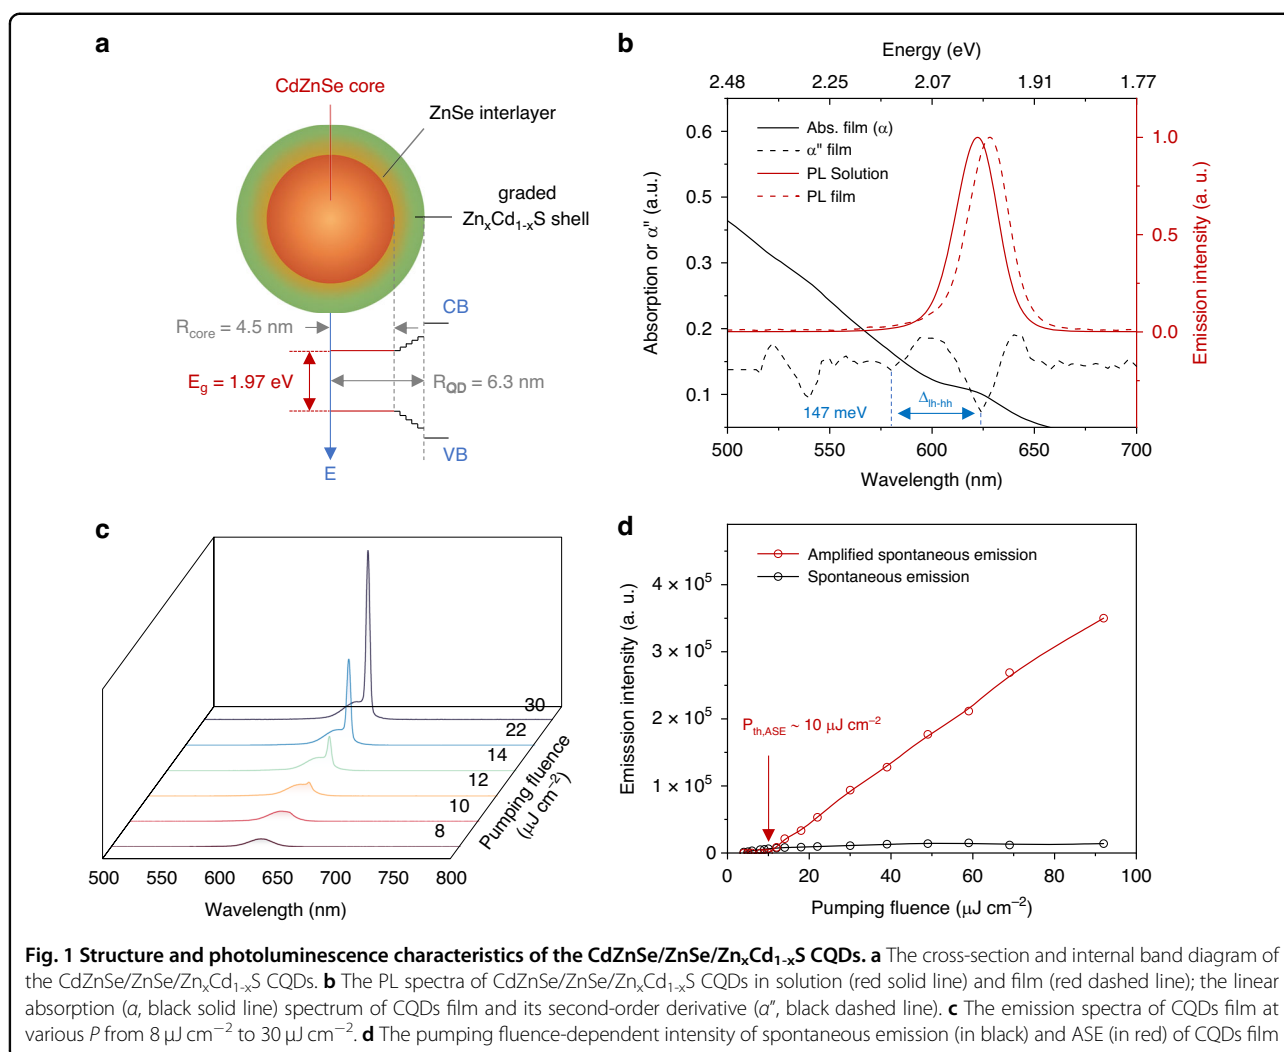 a
CdZnSe core
ZnSe interlayer
graded
ZnxCd1-xS shell
CB
Rcore = 4.5 nm
Eg = 1.97 eV
RQD = 6.3 nm
VB
E
b
Energy (eV)
2.48 2.25 2.07 1.91 1.77
Abs. film (α)
α" film
PL Solution
PL film
0.6
0.5
0.3
0.2
0.1
Absorption or α" (a.u.)
1.0
0.5
0.0
Emission intensity (a. u.)
147 meV
Δlh-hh
500 550 600 650 700
Wavelength (nm)
c
30
22
14
12
10
8
Pumping fluence
(μJ cm−2)
500 550 600 650 700 750 800
Wavelength (nm)
d
Amplified spontaneous emission
Spontaneous emission
4 × 10⁵
3 × 10⁵
2 × 10⁵
1 × 10⁵
0
Emisssion intensity (a. u.)
Pth,ASE ~ 10 μJ cm−2
0 20 40 60 80 100
Pumping fluence (μJ cm−2)
Fig. 1 Structure and photoluminescence characteristics of the CdZnSe/ZnSe/ZnxCd1-xS CQDs. a The cross-section and internal band diagram of
the CdZnSe/ZnSe/ZnxCd1-xS CQDs. b The PL spectra of CdZnSe/ZnSe/ZnxCd1-xS CQDs in solution (red solid line) and film (red dashed line); the linear
absorption (α, black solid line) spectrum of CQDs film and its second-order derivative (α″, black dashed line). c The emission spectra of CQDs film at
various P from 8 μJ cm−2 to 30 μJ cm−2. d The pumping fluence-dependent intensity of spontaneous emission (in black) and ASE (in red) of CQDs film